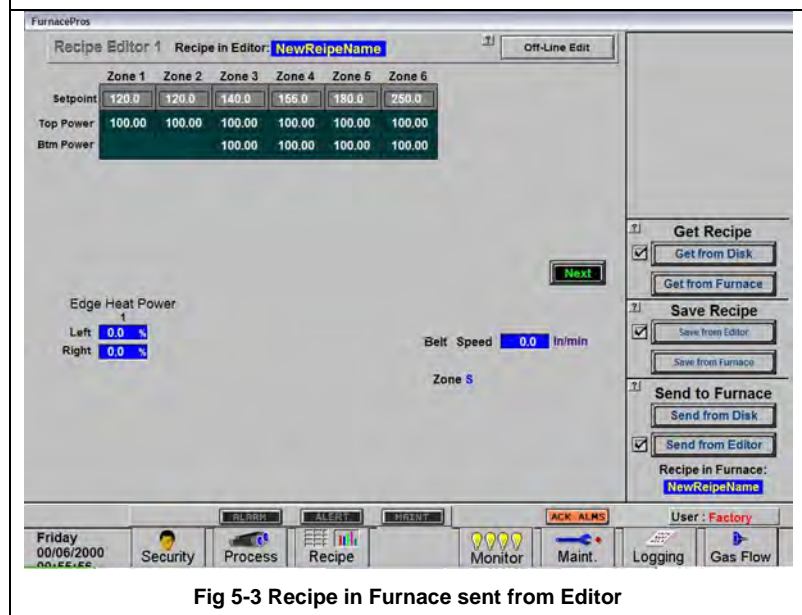 FurnacePros
Recipe Editor 1 Recipe in Editor: NewReipeName
?
Off-Line Edit
Zone 1 Zone 2 Zone 3 Zone 4 Zone 5 Zone 6
Setpoint 120.0 120.0 140.0 155.0 180.0 250.0
Top Power 100.00 100.00 100.00 100.00 100.00 100.00
Btm Power 100.00 100.00 100.00 100.00
Next
Edge Heat Power
1
Left 0.0 %
Right 0.0 %
Belt Speed 0.0 in/min
Zone S
?
Get Recipe
Get from Disk
Get from Furnace
?
Save Recipe
Save from Editor
Save from Furnace
?
Send to Furnace
Send from Disk
Send from Editor
Recipe in Furnace:
NewReipeName
ALARM ALERT MAINT ACK ALMS User : Factory
Friday
00/06/2000
Security Process Recipe Monitor Maint. Logging Gas Flow
Fig 5-3 Recipe in Furnace sent from Editor